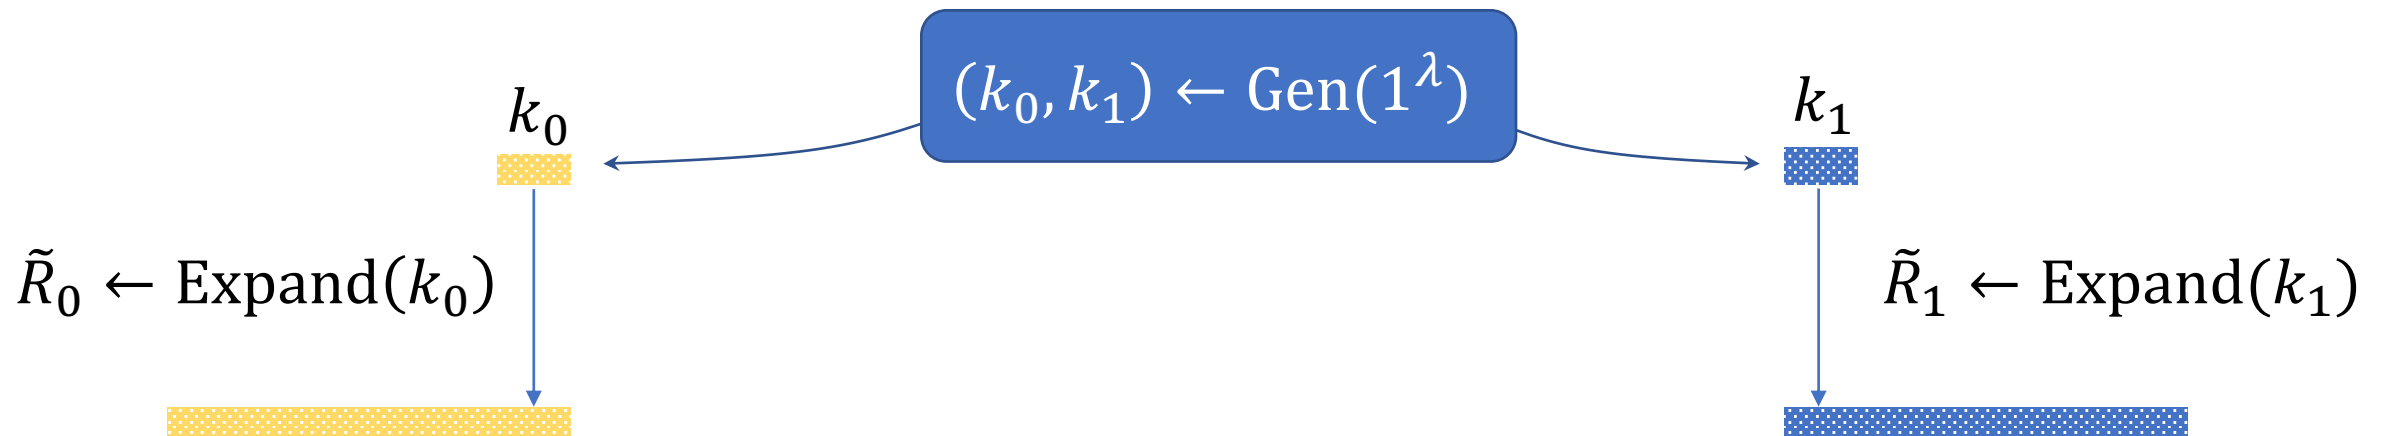 (k₀, k₁) ← Gen(1^λ)
k₀
k₁
R̃₀ ← Expand(k₀)
R̃₁ ← Expand(k₁)